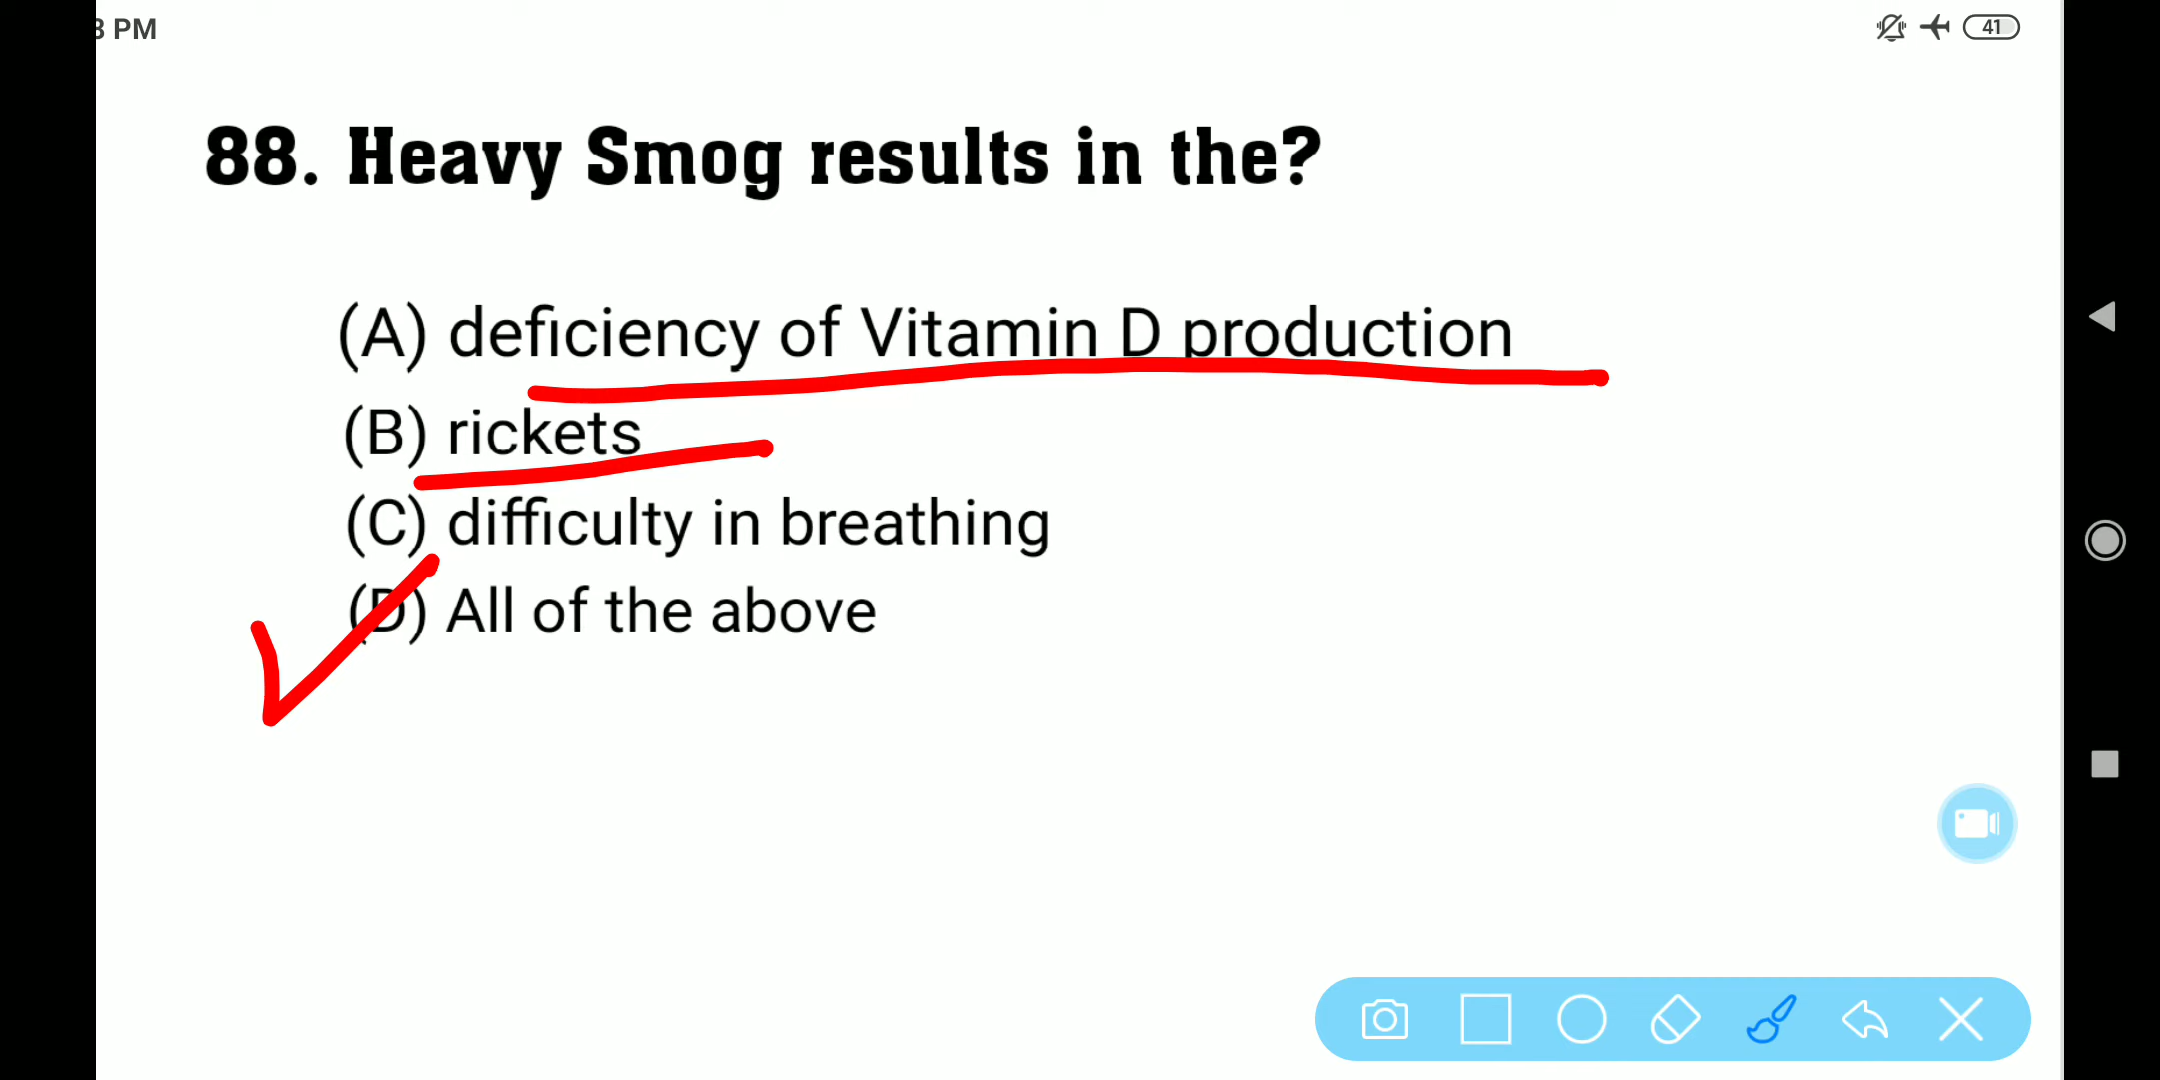 PM
41
88. Heavy Smog results in the?
(A) deficiency of Vitamin D production
(B) rickets
(C) difficulty in breathing
(D) All of the above